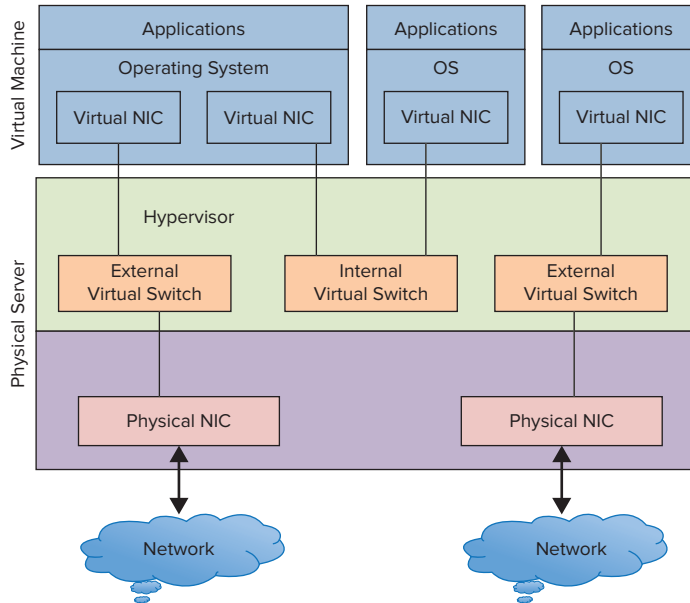 Virtual Machine
Applications
Applications
Applications
Operating System
OS
OS
Virtual NIC
Virtual NIC
Virtual NIC
Virtual NIC
Physical Server
Hypervisor
External
Virtual Switch
Internal
Virtual Switch
External
Virtual Switch
Physical NIC
Physical NIC
Network
Network